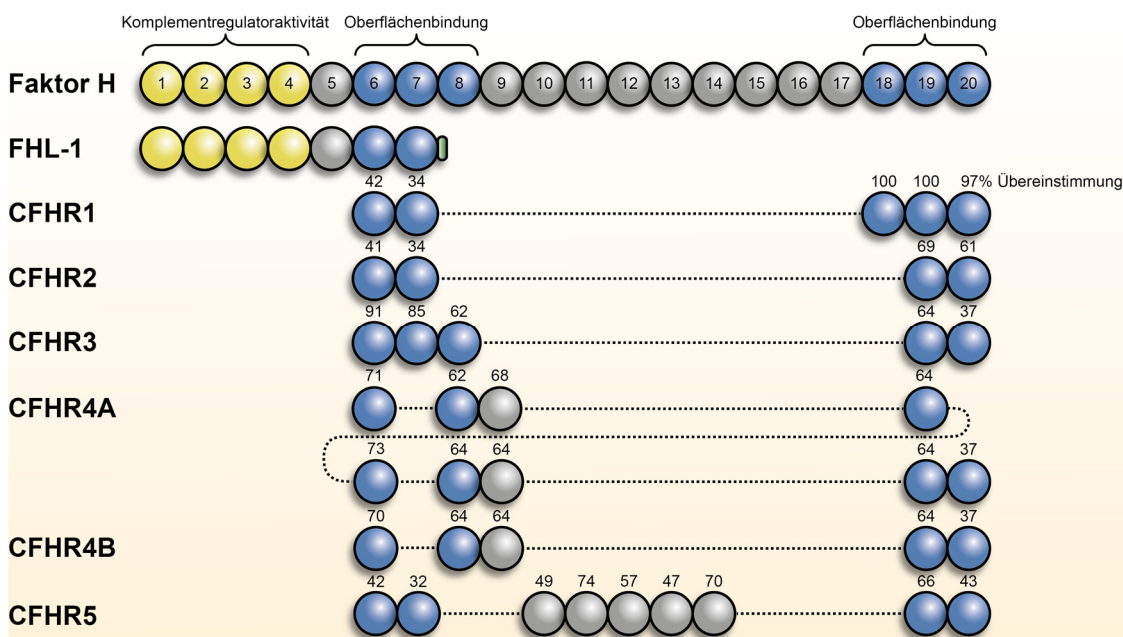 Komplementregulatoraktivität Oberflächenbindung Oberflächenbindung
Faktor H 1 2 3 4 5 6 7 8 9 10 11 12 13 14 15 16 17 18 19 20
FHL-1
42 34 100 100 97% Übereinstimmung
CFHR1
41 34 69 61
CFHR2
91 85 62 64 37
CFHR3
71 62 68 64
CFHR4A
73 64 64 64 37
70 64 64 64 37
CFHR4B
42 32 49 74 57 47 70 66 43
CFHR5